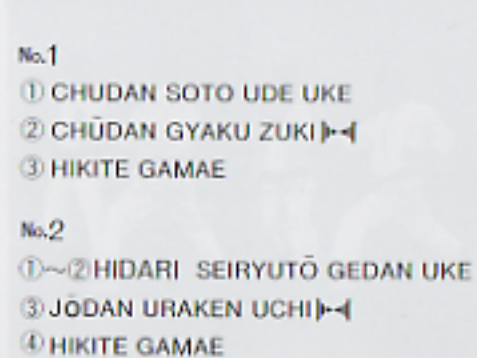 No.1
① CHUDAN SOTO UDE UKE
② CHŪDAN GYAKU ZUKI
③ HIKITE GAMAE
No.2
①~② HIDARI SEIRYUTŌ GEDAN UKE
③ JŌDAN URAKEN UCHI
④ HIKITE GAMAE